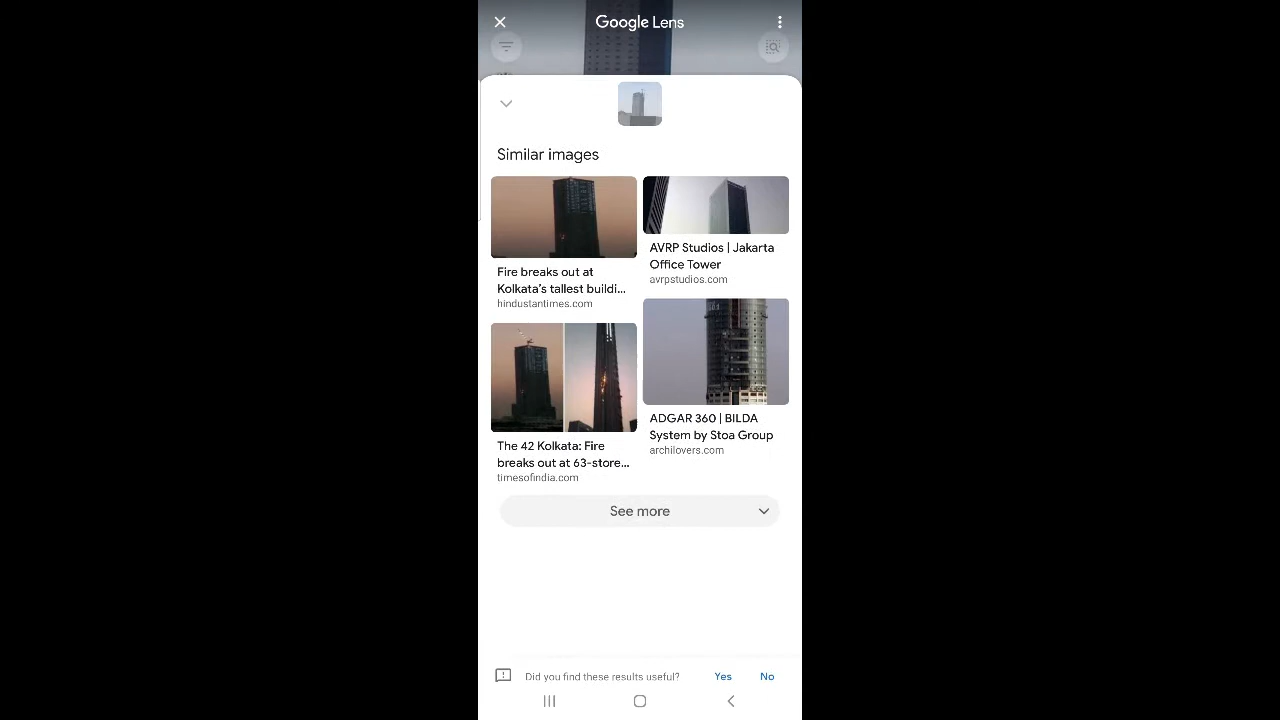 Google Lens
Similar images
Fire breaks out at
Kolkata's tallest buildi...
hindustantimes.com
AVRP Studios | Jakarta
Office Tower
avrpstudios.com
The 42 Kolkata: Fire
breaks out at 63-store...
timesofindia.com
ADGAR 360 | BILDA
System by Stoa Group
archilovers.com
See more
Did you find these results useful?
Yes
No